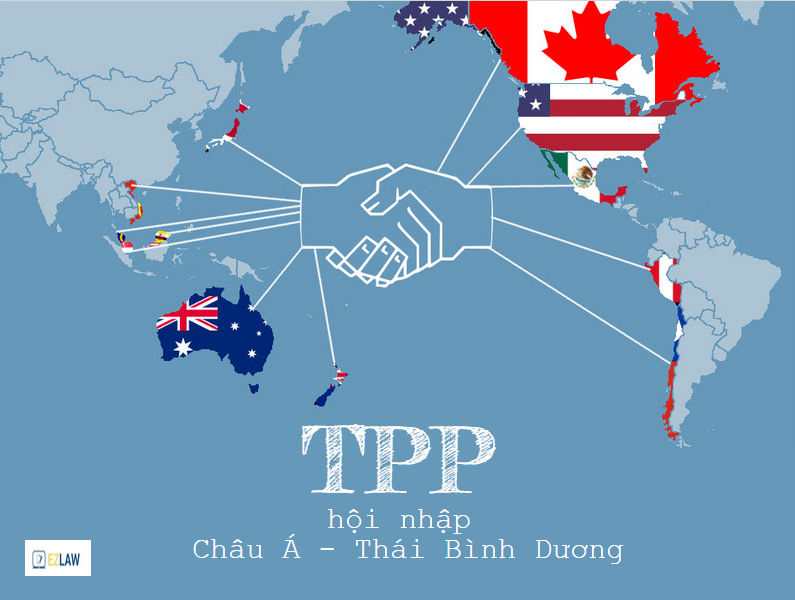 TPP
hội nhập
Châu Á - Thái Bình Dương
EZLAW